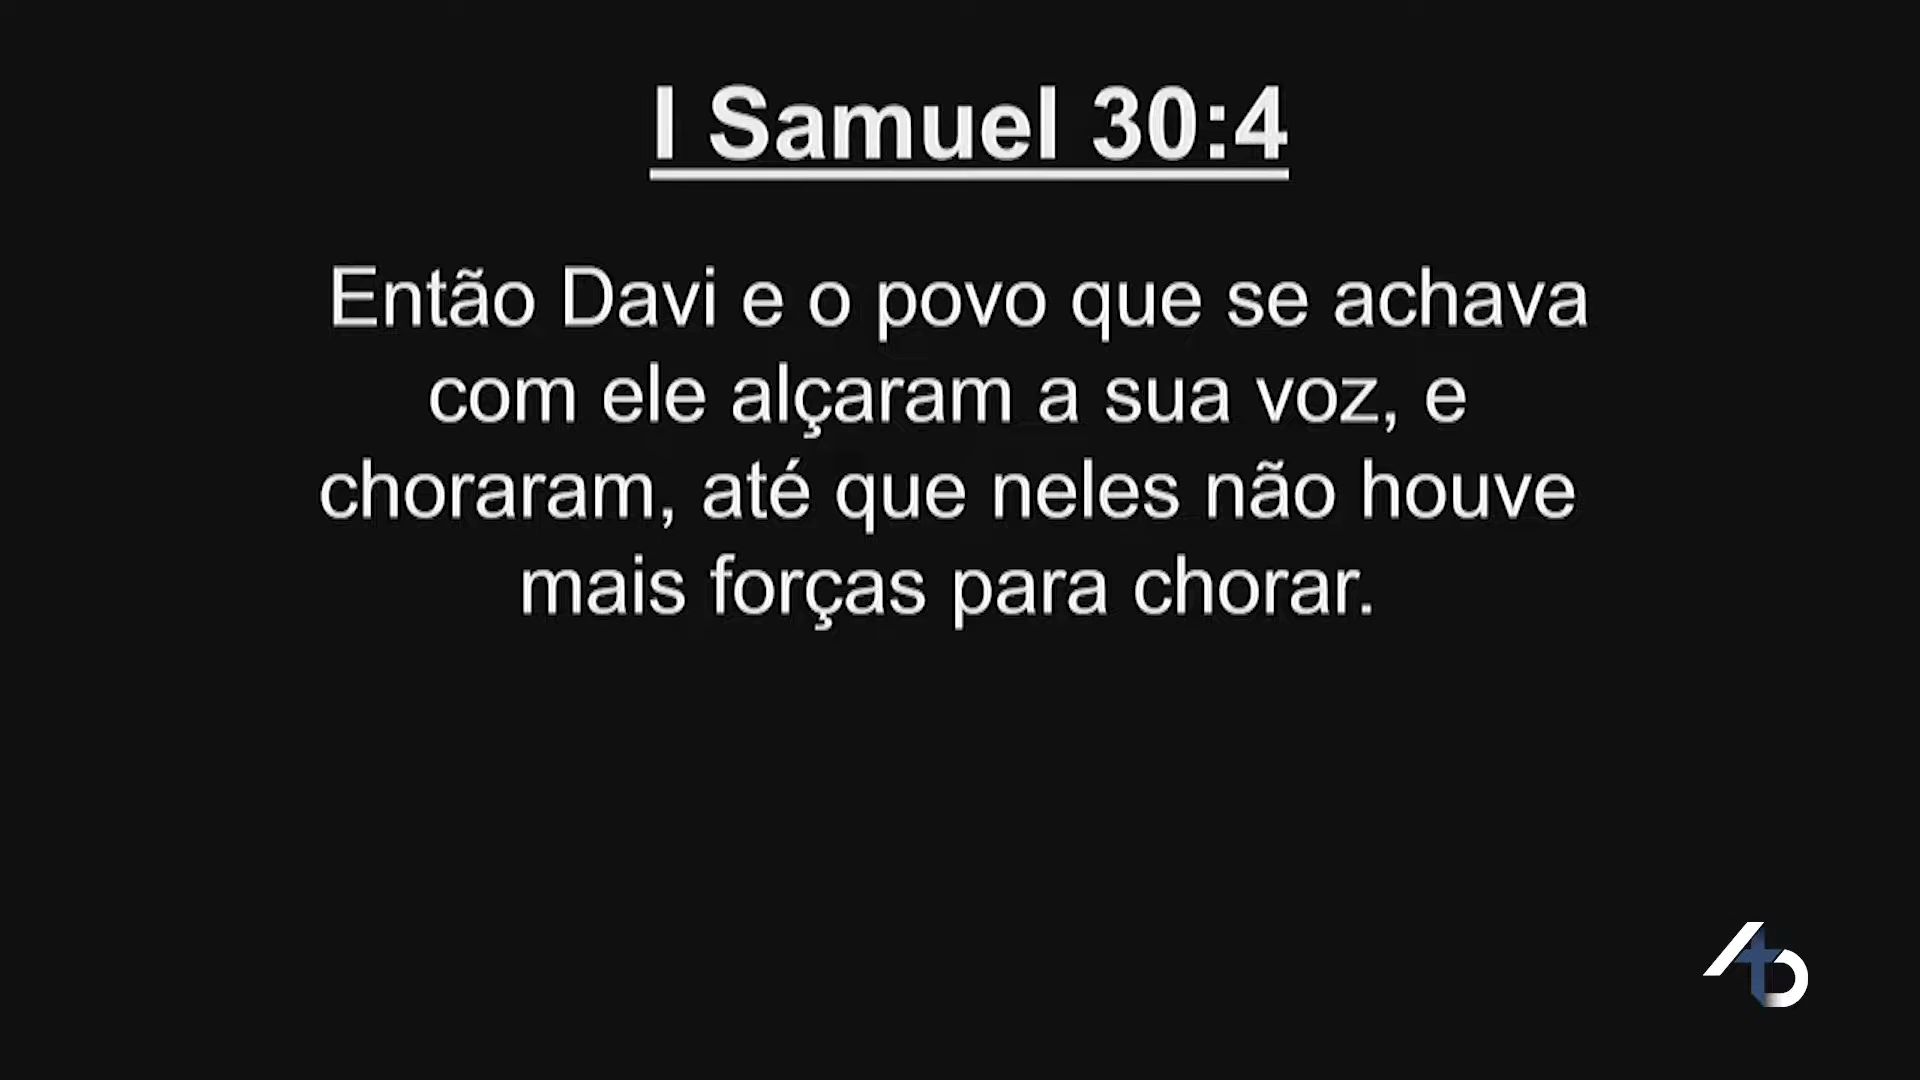 I Samuel 30:4
Então Davi e o povo que se achava
com ele alçaram a sua voz, e
choraram, até que neles não houve
mais forças para chorar.